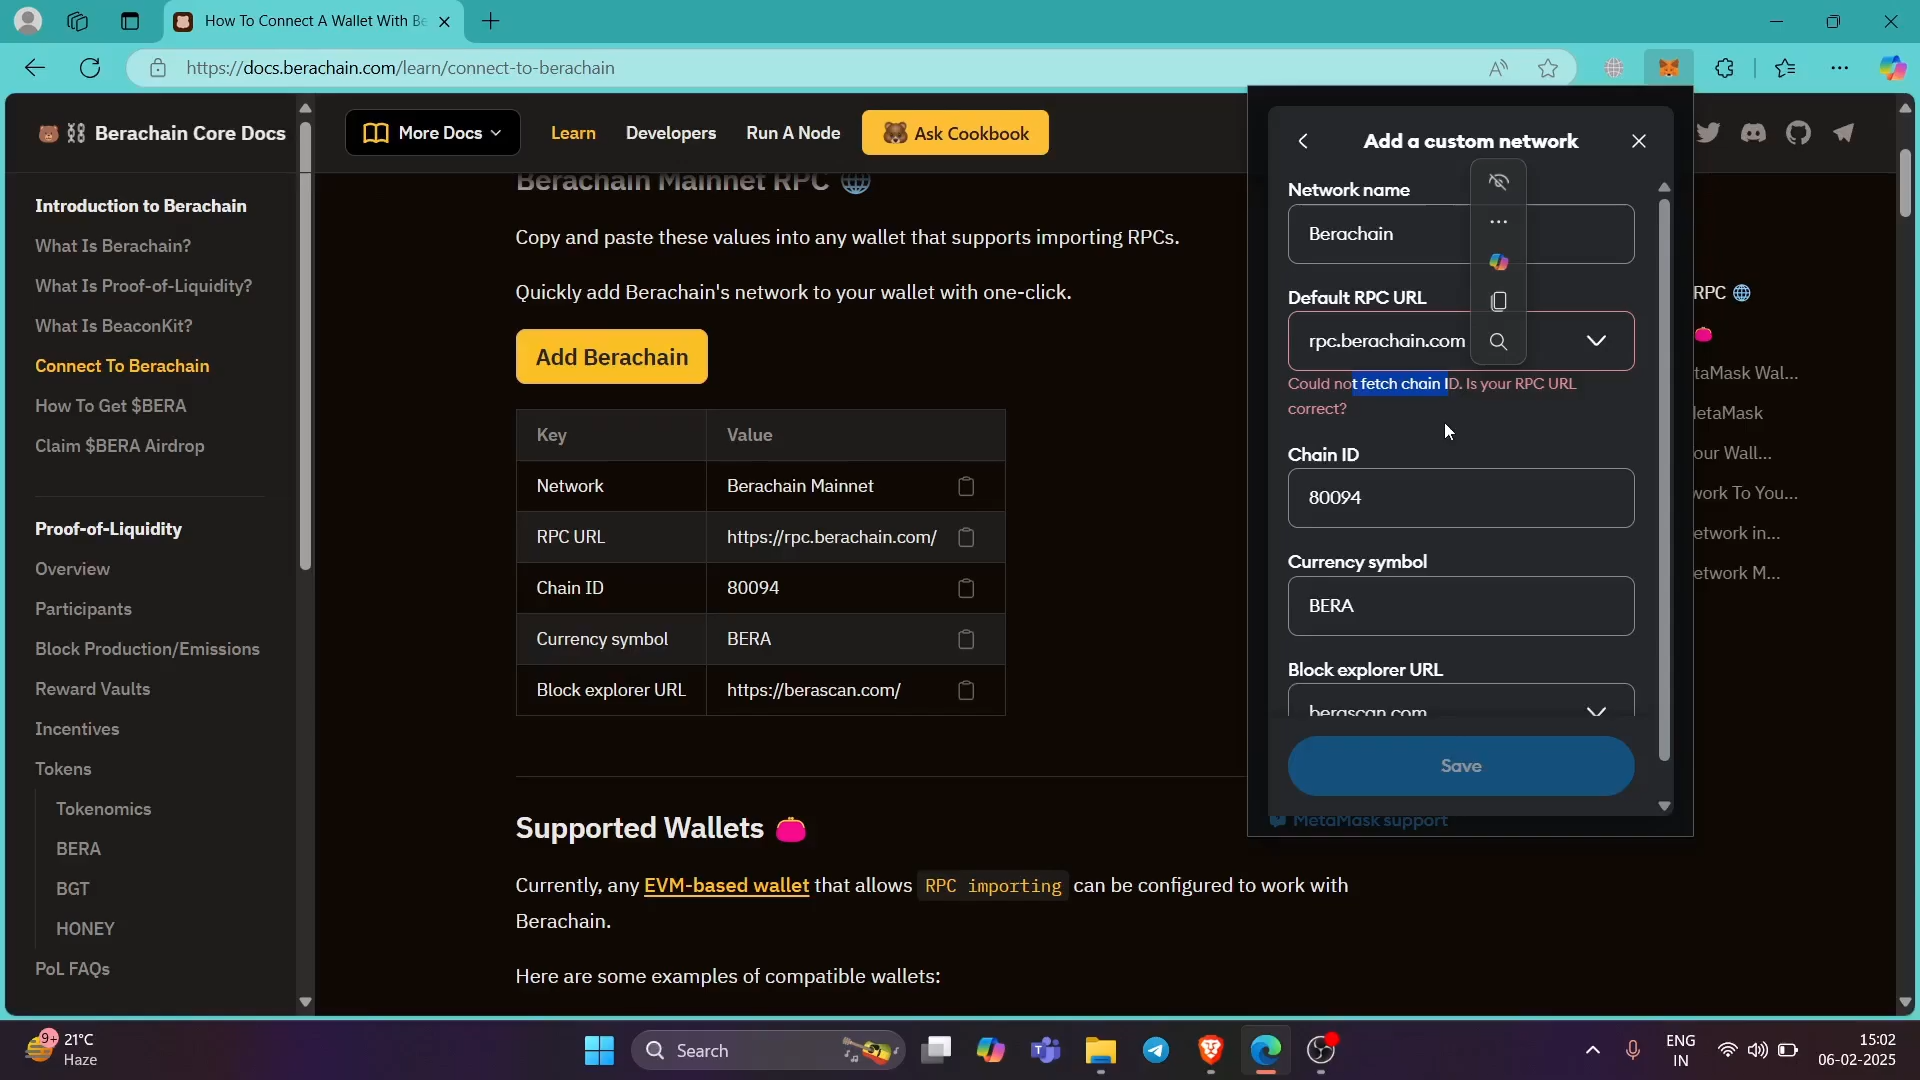 How To Connect A Wallet With Be
https://docs.berachain.com/learn/connect-to-berachain
Berachain Core Docs
More Docs
Learn
Developers
Run A Node
Ask Cookbook
Introduction to Berachain
What Is Berachain?
What Is Proof-of-Liquidity?
What Is BeaconKit?
Connect To Berachain
How To Get $BERA
Claim $BERA Airdrop
Proof-of-Liquidity
Overview
Participants
Block Production/Emissions
Reward Vaults
Incentives
Tokens
Tokenomics
BERA
BGT
HONEY
PoL FAQs
Berachain Mainnet RPC
Copy and paste these values into any wallet that supports importing RPCs.
Quickly add Berachain's network to your wallet with one-click.
Add Berachain
Key Value
Network Berachain Mainnet
RPC URL https://rpc.berachain.com/
Chain ID 80094
Currency symbol BERA
Block explorer URL https://berascan.com/
Supported Wallets
Currently, any EVM-based wallet that allows RPC importing can be configured to work with
Berachain.
Here are some examples of compatible wallets:
Add a custom network
Network name
Berachain
Default RPC URL
rpc.berachain.com
Could not fetch chain ID. Is your RPC URL
correct?
Chain ID
80094
Currency symbol
BERA
Block explorer URL
berascan.com
Save
MetaMask support
RPC
taMask Wal...
MetaMask
our Wall...
work To You...
etwork in...
etwork M...
9+
21°C
Haze
Search
ENG
IN
15:02
06-02-2025